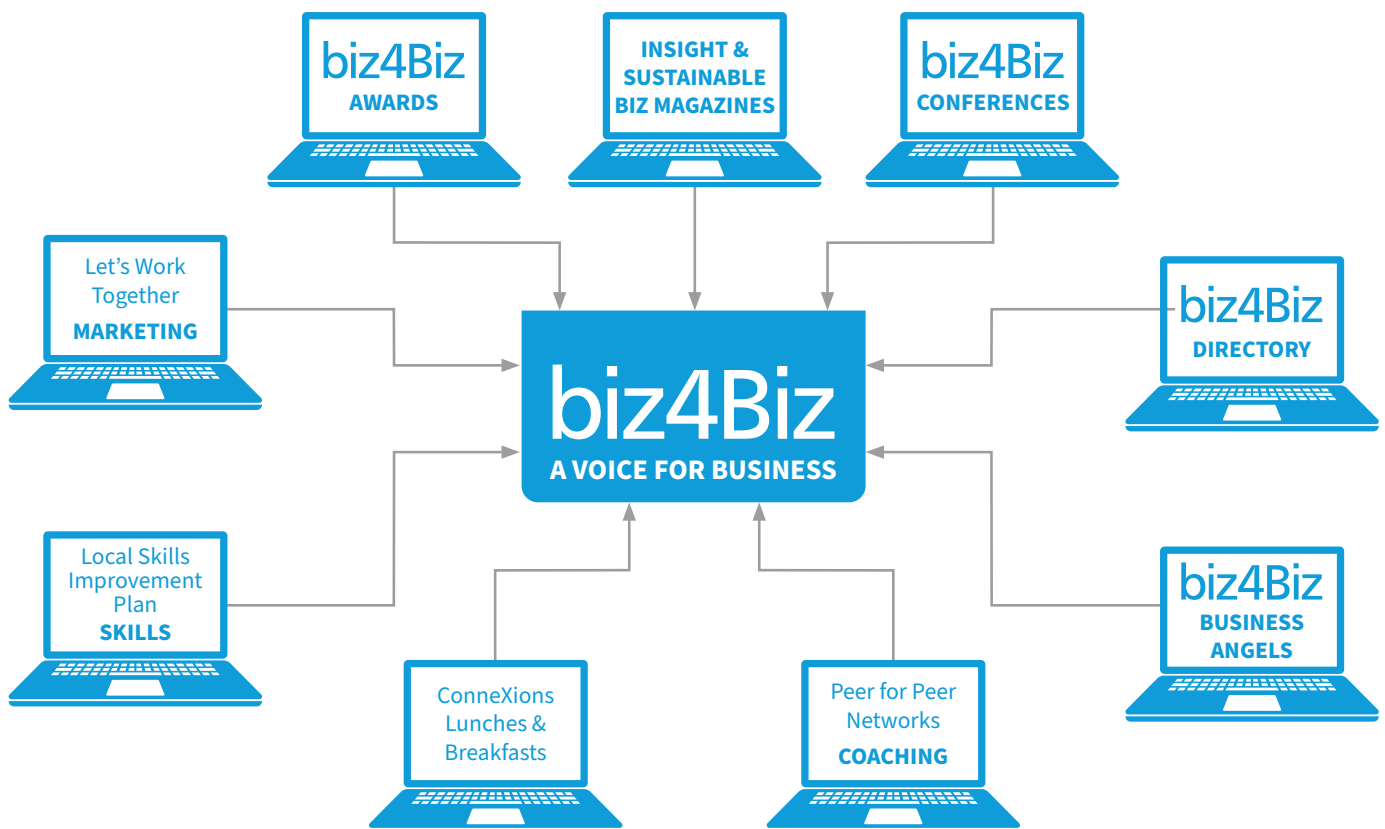 biz4Biz
AWARDS
INSIGHT &
SUSTAINABLE
BIZ MAGAZINES
biz4Biz
CONFERENCES
Let’s Work
Together
MARKETING
biz4Biz
DIRECTORY
biz4Biz
A VOICE FOR BUSINESS
Local Skills
Improvement
Plan
SKILLS
biz4Biz
BUSINESS
ANGELS
ConneXions
Lunches &
Breakfasts
Peer for Peer
Networks
COACHING